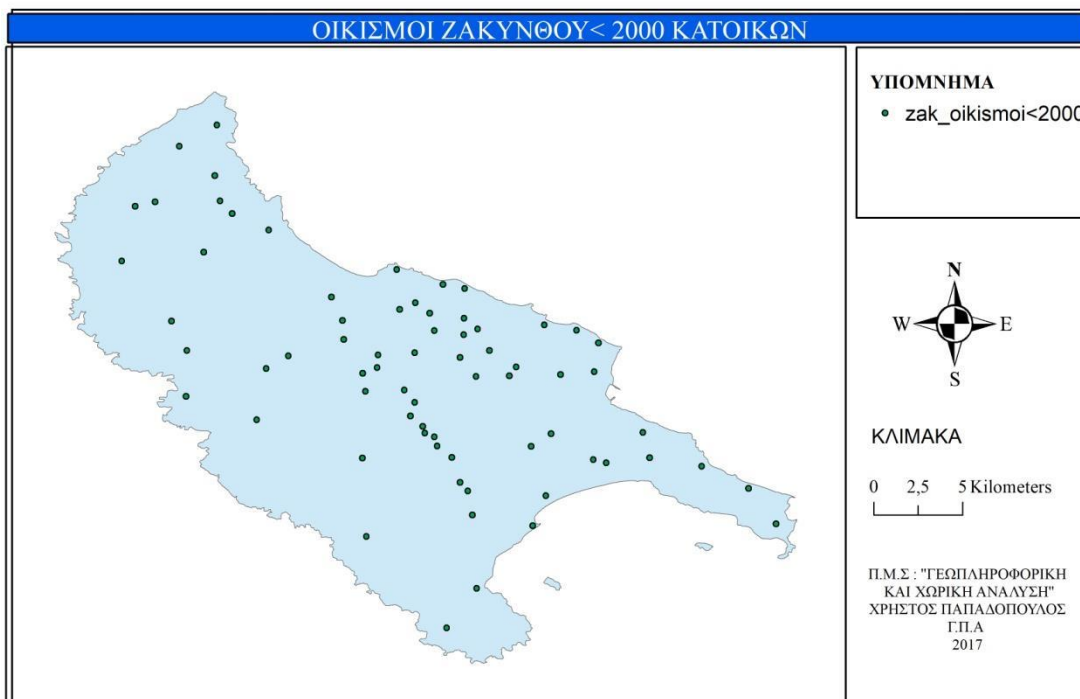 ΟΙΚΙΣΜΟΙ ΖΑΚΥΝΘΟΥ< 2000 ΚΑΤΟΙΚΩΝ
ΥΠΟΜΝΗΜΑ
zak_oikismoi<2000
N
W E
S
ΚΛΙΜΑΚΑ
0 2,5 5 Kilometers
Π.Μ.Σ : "ΓΕΩΠΛΗΡΟΦΟΡΙΚΗ
ΚΑΙ ΧΩΡΙΚΗ ΑΝΑΛΥΣΗ"
ΧΡΗΣΤΟΣ ΠΑΠΑΔΟΠΟΥΛΟΣ
Γ.Π.Α
2017